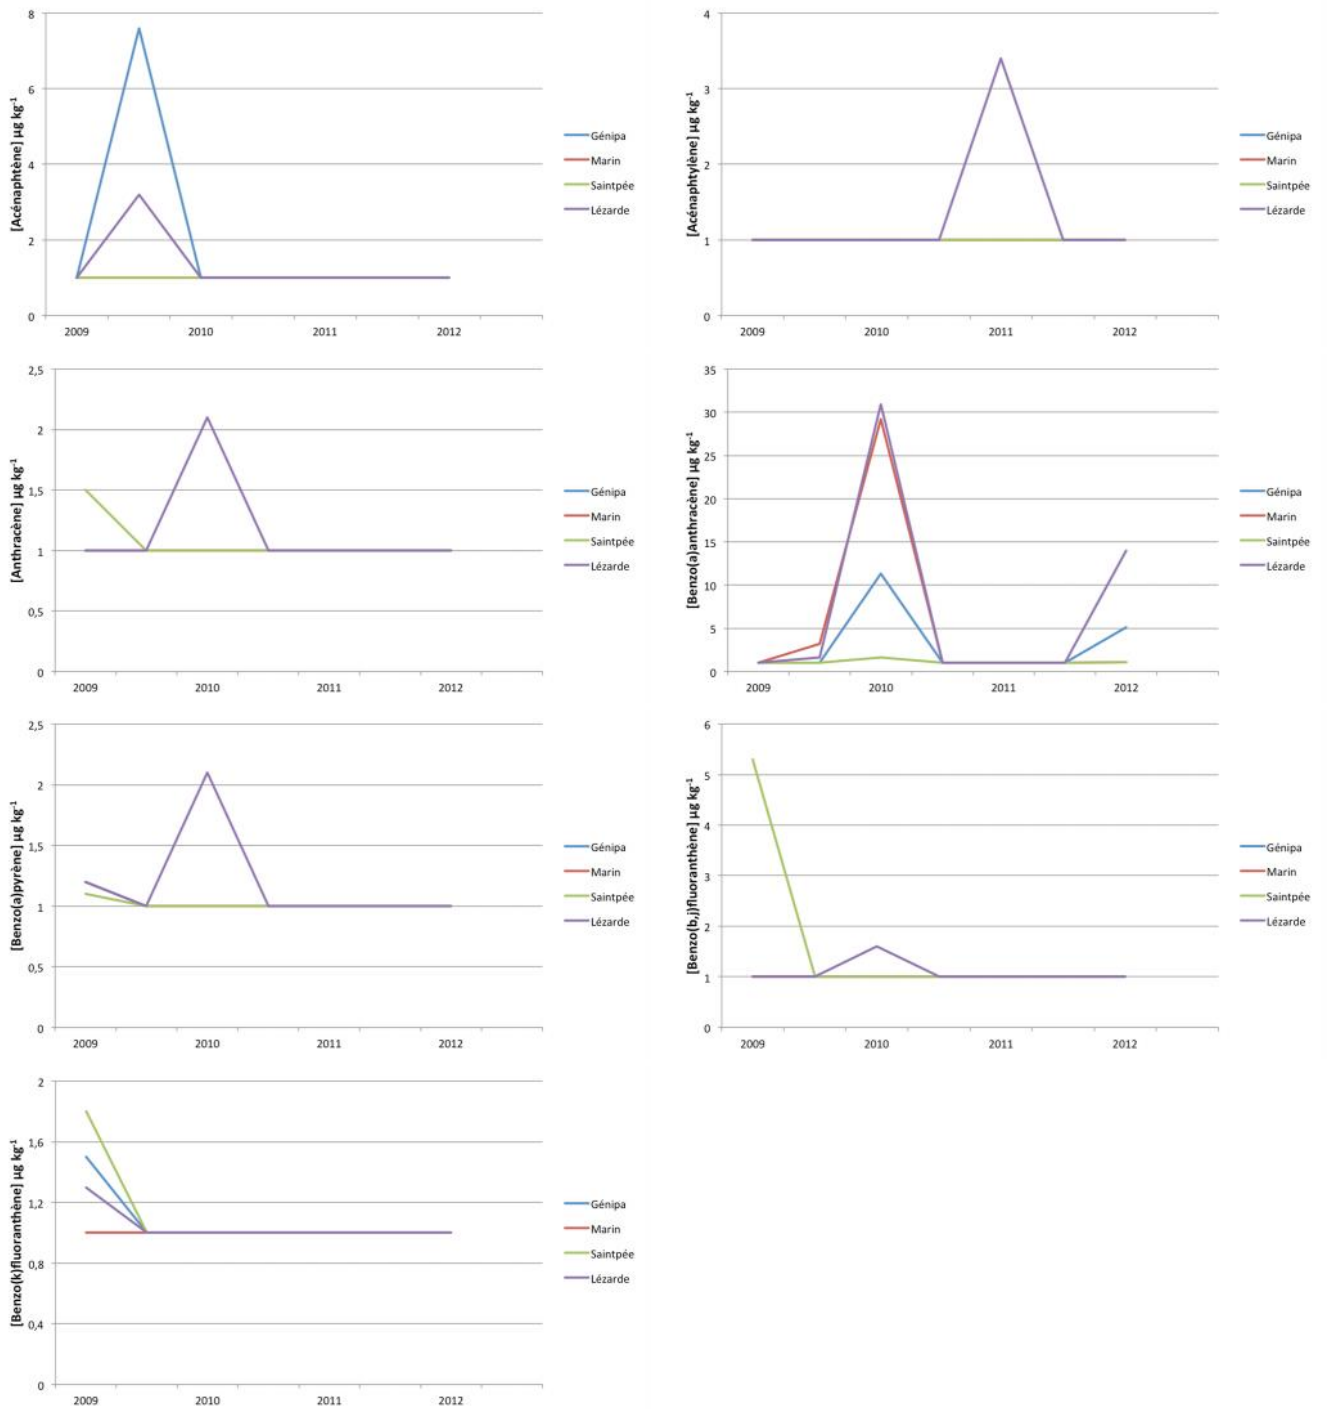 [Acénaphtène] µg kg⁻¹
8
6
4
2
0
2009 2010 2011 2012
Génipa
Marin
Saintpée
Lézarde
[Acénaphtylène] µg kg⁻¹
4
3
2
1
0
2009 2010 2011 2012
Génipa
Marin
Saintpée
Lézarde
[Anthracène] µg kg⁻¹
2,5
2
1,5
1
0,5
0
2009 2010 2011 2012
Génipa
Marin
Saintpée
Lézarde
[Benzo(a)anthracène] µg kg⁻¹
35
30
25
20
15
10
5
0
2009 2010 2011 2012
Génipa
Marin
Saintpée
Lézarde
[Benzo(a)pyrène] µg kg⁻¹
2,5
2
1,5
1
0,5
0
2009 2010 2011 2012
Génipa
Marin
Saintpée
Lézarde
[Benzo(b,j)fluoranthène] µg kg⁻¹
6
5
4
3
2
1
0
2009 2010 2011 2012
Génipa
Marin
Saintpée
Lézarde
[Benzo(k)fluoranthène] µg kg⁻¹
2
1,6
1,2
0,8
0,4
0
2009 2010 2011 2012
Génipa
Marin
Saintpée
Lézarde